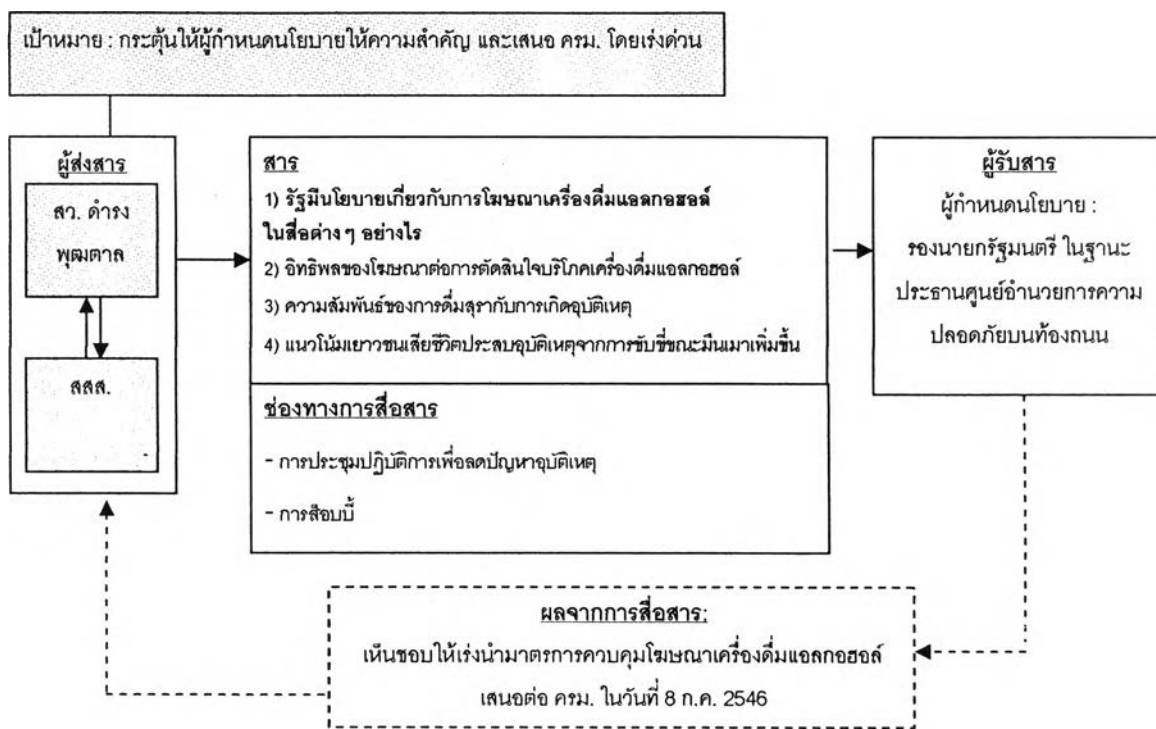 เป้าหมาย : กระตุ้นให้ผู้กำหนดนโยบายให้ความสำคัญ และเสนอ ครม. โดยเร่งด่วน
ผู้ส่งสาร
สว. ดำรง
พุฒตาล
สสส.
สาร
1) รัฐมีนโยบายเกี่ยวกับการโฆษณาเครื่องดื่มแอลกอฮอล์
ในสื่อต่างๆ อย่างไร
2) อิทธิพลของโฆษณาต่อการตัดสินใจบริโภคเครื่องดื่มแอลกอฮอล์
3) ความสัมพันธ์ของการดื่มสุรากับการเกิดอุบัติเหตุ
4) แนวโน้มเยาวชนเสียชีวิตประสบอุบัติเหตุจากการขับขี่ขณะมึนเมาเพิ่มขึ้น
ช่องทางการสื่อสาร
- การประชุมปฏิบัติการเพื่อลดปัญหาอุบัติเหตุ
- การล๊อบบี้
ผู้รับสาร
ผู้กำหนดนโยบาย :
รองนายกรัฐมนตรี ในฐานะ
ประธานศูนย์อำนวยการความ
ปลอดภัยบนท้องถนน
ผลจากการสื่อสาร:
เห็นชอบให้เร่งนำมาตรการควบคุมโฆษณาเครื่องดื่มแอลกอฮอล์
เสนอต่อ ครม. ในวันที่ 8 ก.ค. 2546